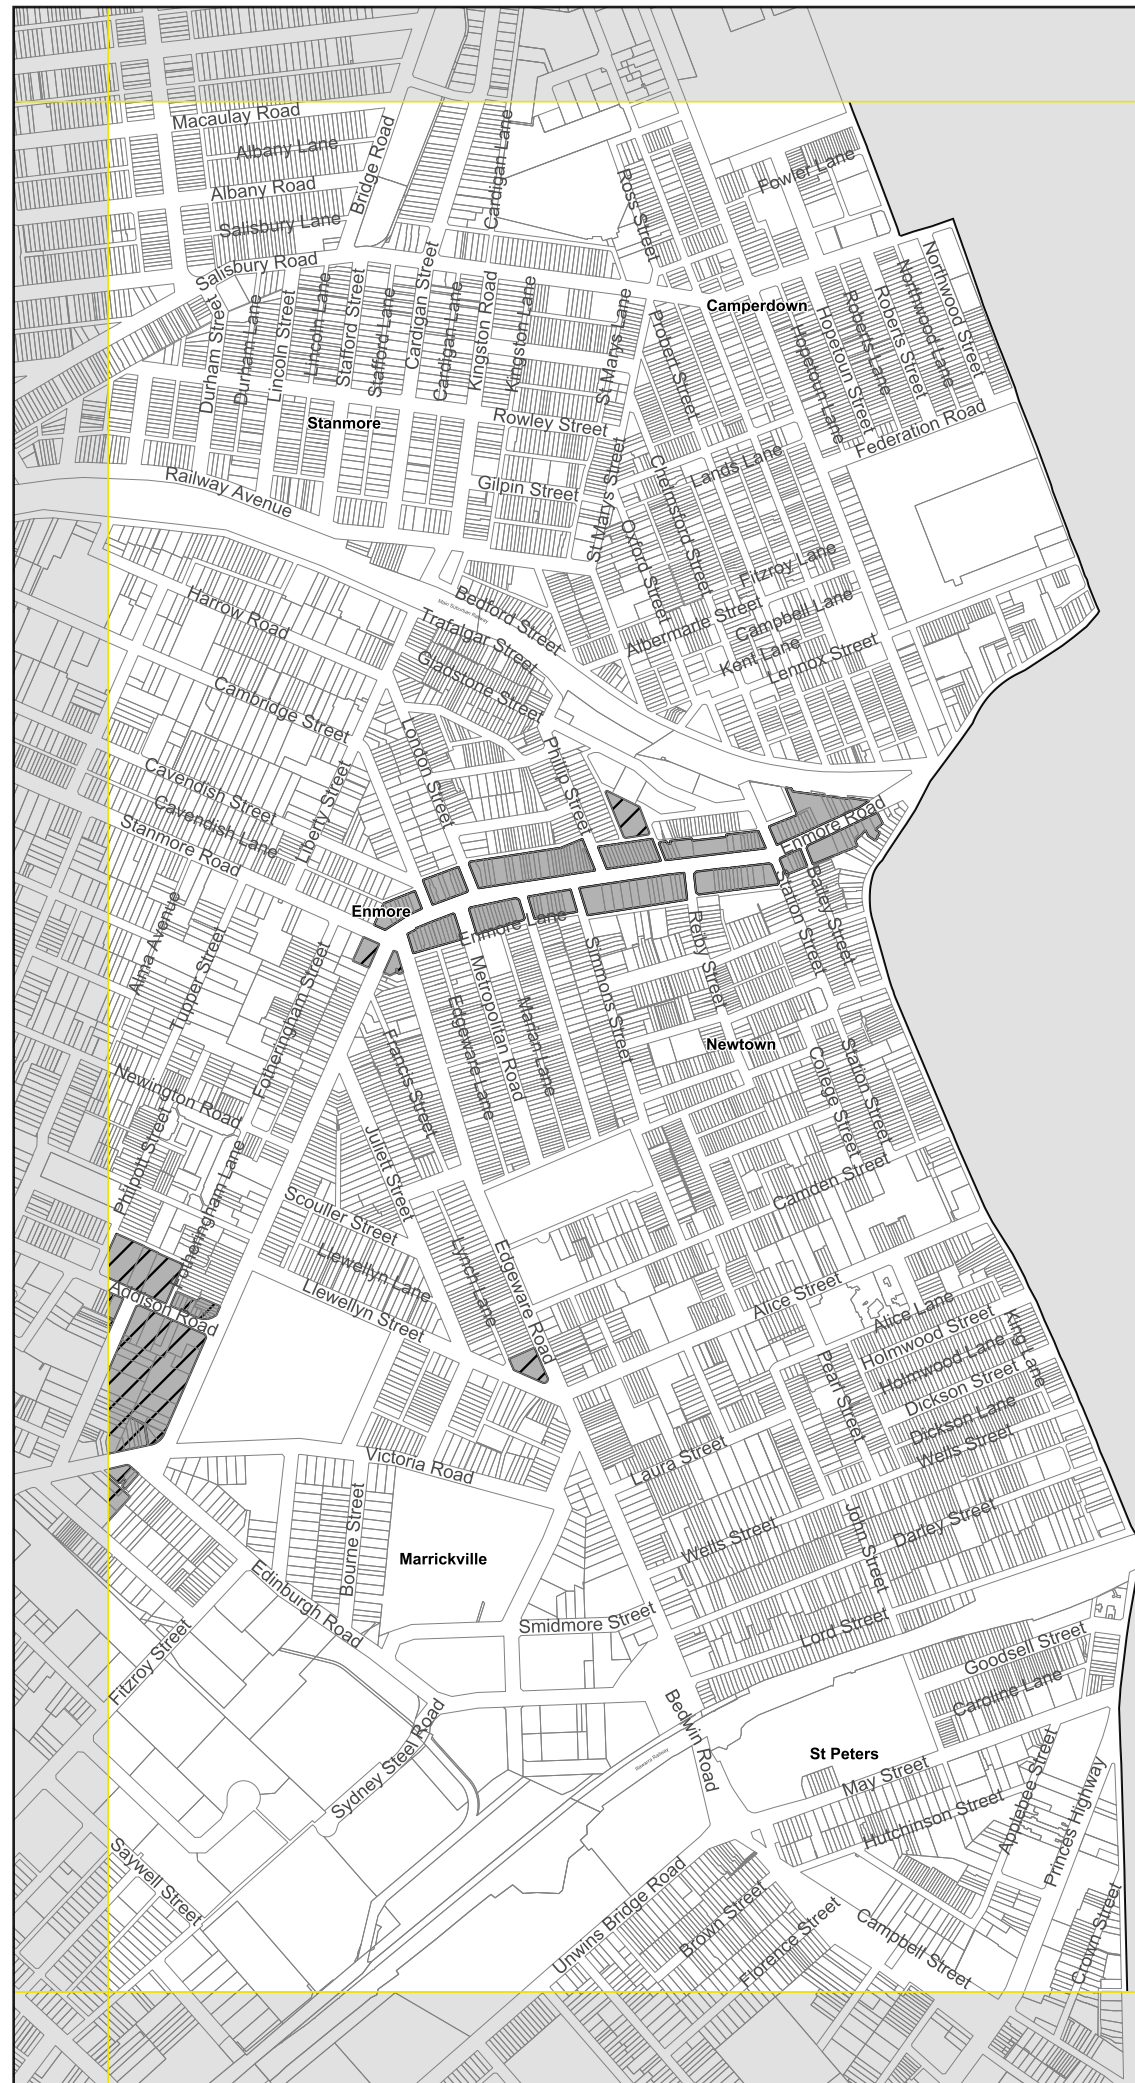 Macaulay Road
Albany Lane
Albany Road
Salisbury Lane
Salisbury Road
Bridge Road
Cardigan Lane
Ross Street
Fowler Lane
Northwood Street
Northwood Lane
Roberts Street
Roberts Lane
Hopetoun Street
Hopetoun Lane
Camperdown
Durham Street
Durham Lane
Lincoln Street
Lincoln Lane
Stafford Street
Stafford Lane
Cardigan Street
Cardigan Lane
Kingston Road
Kingston Lane
St Marys Lane
Probert Street
Stanmore
Rowley Street
Federation Road
Lands Lane
Railway Avenue
Gilpin Street
St Marys Street
Chelmsford Street
Oxford Street
Fitzroy Lane
Harrow Road
Bedford Street
Main Suburban Railway
Trafalgar Street
Gladstone Street
Albermarle Street
Campbell Lane
Kent Lane
Lennox Street
Cambridge Street
London Street
Phillip Street
Cavendish Street
Cavendish Lane
Liberty Street
Stanmore Road
Enmore Road
Enmore
Enmore Lane
Station Street
Bailey Street
Reiby Street
Simmons Street
Alma Avenue
Tupper Street
Fotheringham Street
Metropolitan Road
Edgeware Lane
Marian Lane
Francis Street
Newtown
College Street
Station Street
Newington Road
Philpott Street
Fotheringham Lane
Juliett Street
Camden Street
Scouller Street
Llewellyn Lane
Llewellyn Street
Lynch Lane
Edgeware Road
Addison Road
Alice Street
Alice Lane
Holmwood Street
Holmwood Lane
King Lane
Dickson Street
Dickson Lane
Pearl Street
Wells Street
Laura Street
Victoria Road
Bourne Street
Marrickville
Wells Street
John Street
Darley Street
Edinburgh Road
Smidmore Street
Lord Street
Fitzroy Street
Goodsell Street
Caroline Lane
Bedwin Road
Sydney Steel Road
Illawarra Railway
St Peters
May Street
Hutchinson Street
Applebee Street
Princes Highway
Saywell Street
Unwins Bridge Road
Brown Street
Florence Street
Campbell Street
Crown Street